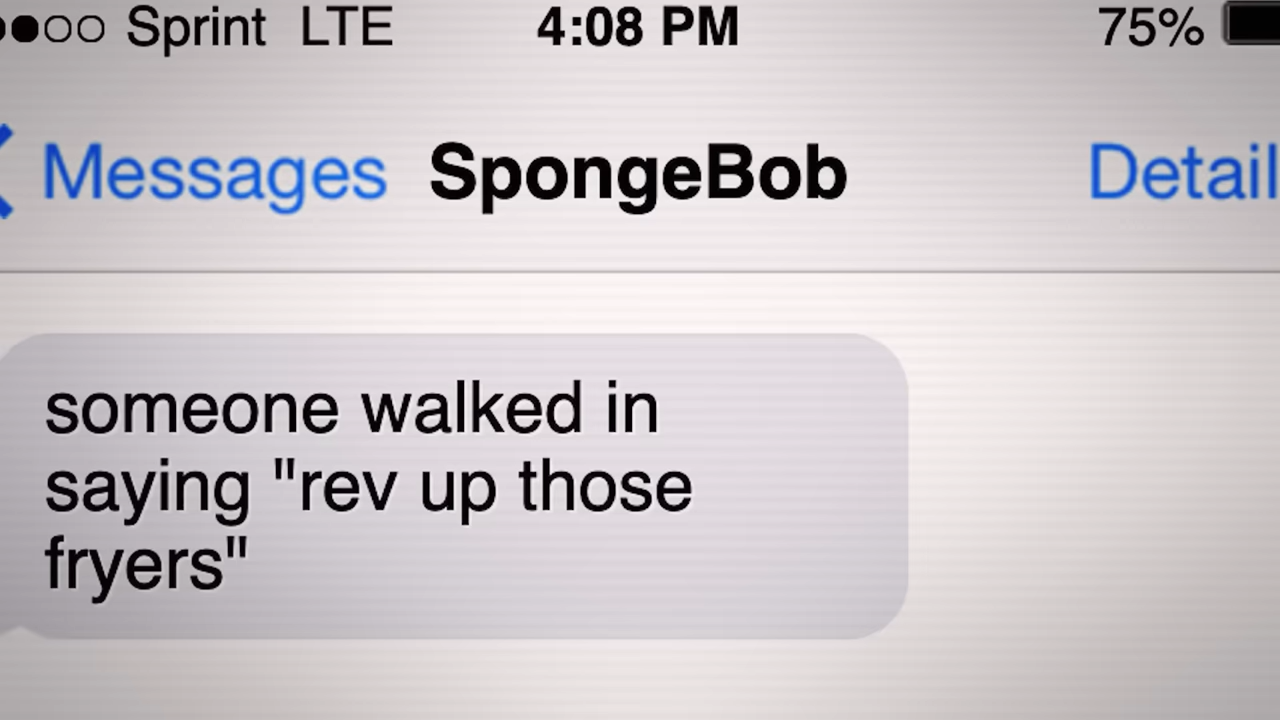 Sprint LTE 4:08 PM 75%
Messages SpongeBob Detail
someone walked in
saying "rev up those
fryers"